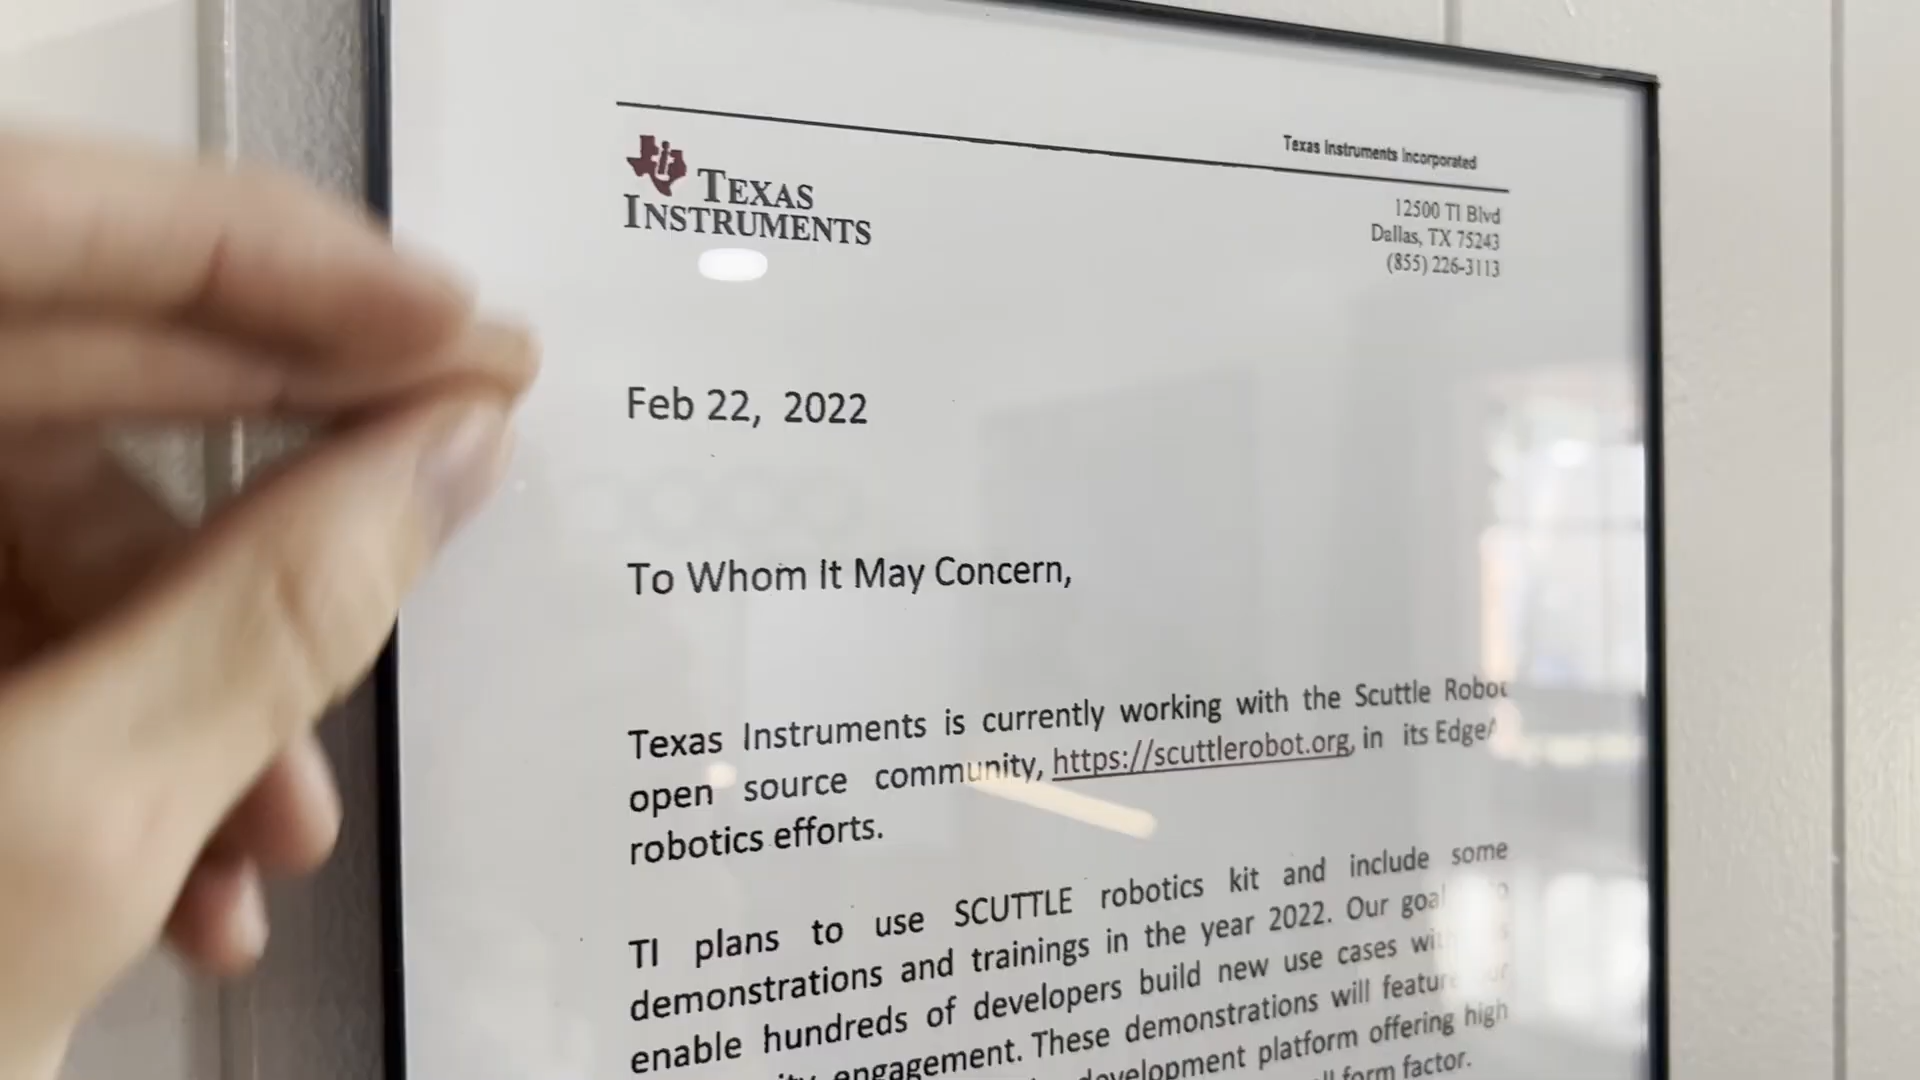 Texas Instruments Incorporated
TEXAS
INSTRUMENTS
12500 TI Blvd
Dallas, TX 75243
(855) 226-3113
Feb 22, 2022
To Whom It May Concern,
Texas Instruments is currently working with the Scuttle Robot
open source community, https://scuttlerobot.org, in its
robotics efforts.
TI plans to use SCUTTLE robotics kit and include some
demonstrations and trainings in the year 2022. Our goal
enable hundreds of developers build new use cases
engagement. These demonstrations will
platform offering high
form factor.